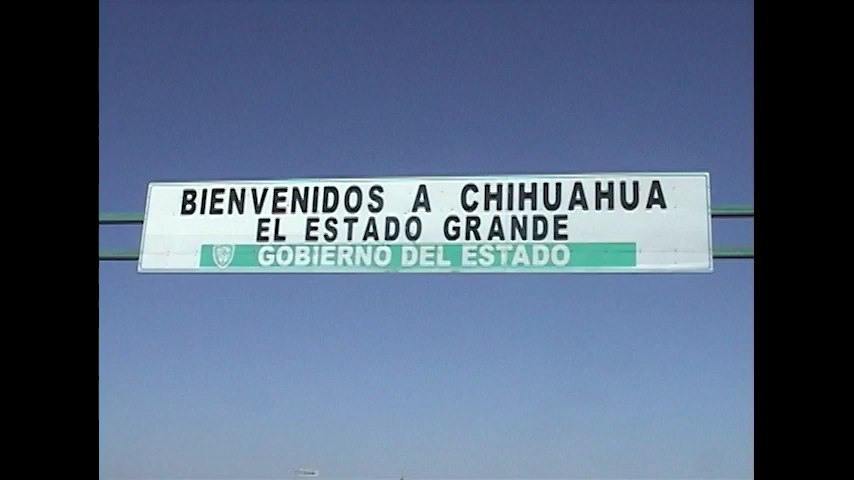 BIENVENIDOS A CHIHUAHUA
EL ESTADO GRANDE
GOBIERNO DEL ESTADO